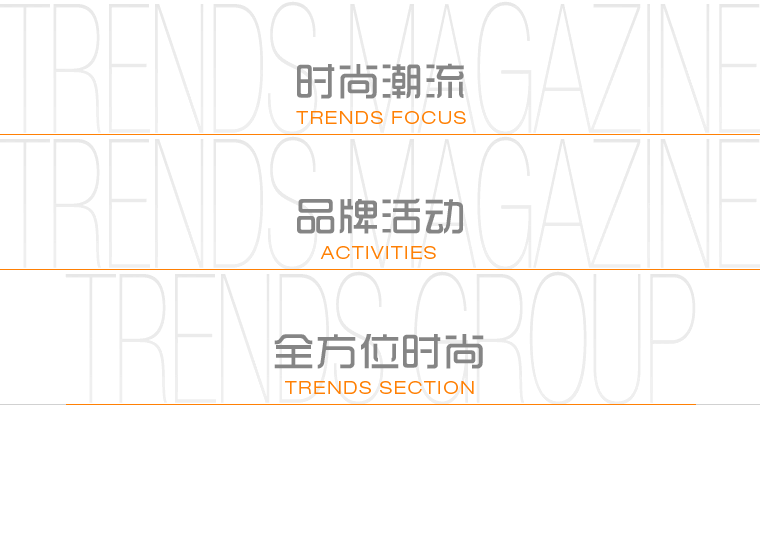 TRENDS MAGAZINE
时尚潮流
TRENDS FOCUS
TRENDS MAGAZINE
品牌活动
ACTIVITIES
TRENDS GROUP
全方位时尚
TRENDS SECTION